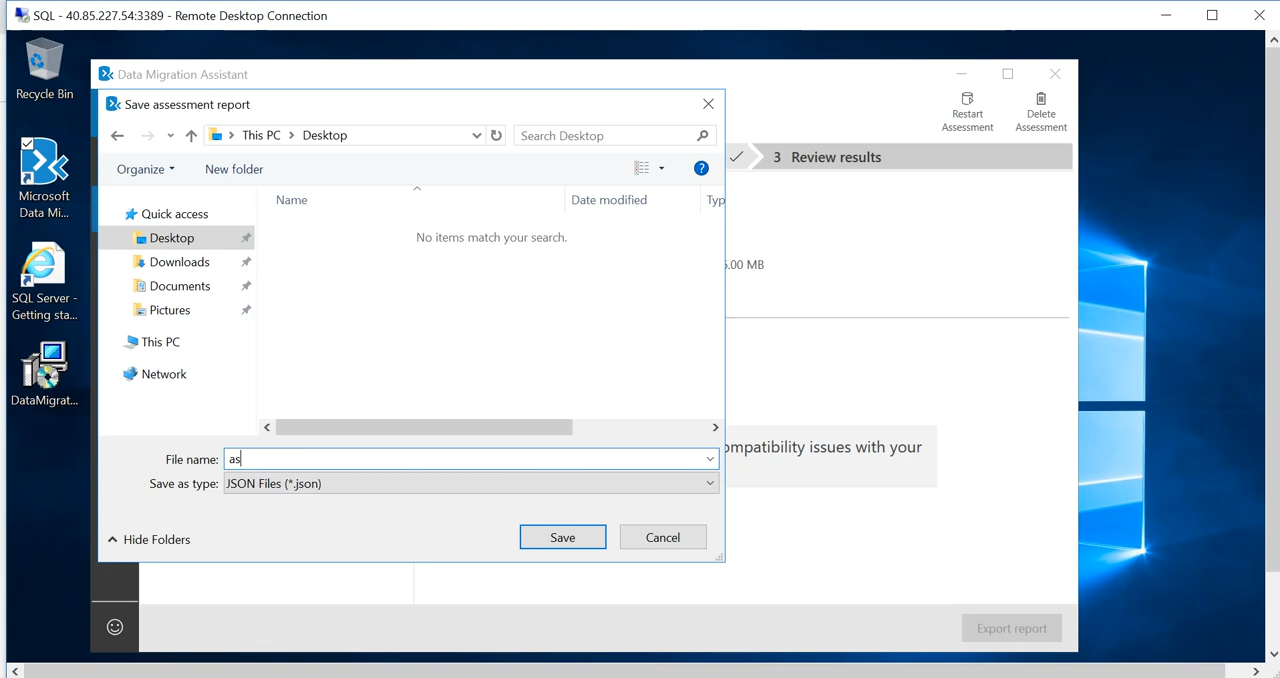 SQL - 40.85.227.54:3389 - Remote Desktop Connection
Recycle Bin
Microsoft
Data Mi...
SQL Server -
Getting sta...
DataMigrat...
Data Migration Assistant
Restart
Assessment
Delete
Assessment
3 Review results
Save assessment report
This PC
Desktop
Search Desktop
Organize
New folder
?
Name
Date modified
Typ
No items match your search.
Quick access
Desktop
Downloads
Documents
Pictures
This PC
Network
File name: as
Save as type: JSON Files (*.json)
Hide Folders
Save
Cancel
.00 MB
ompatibility issues with your
Export report